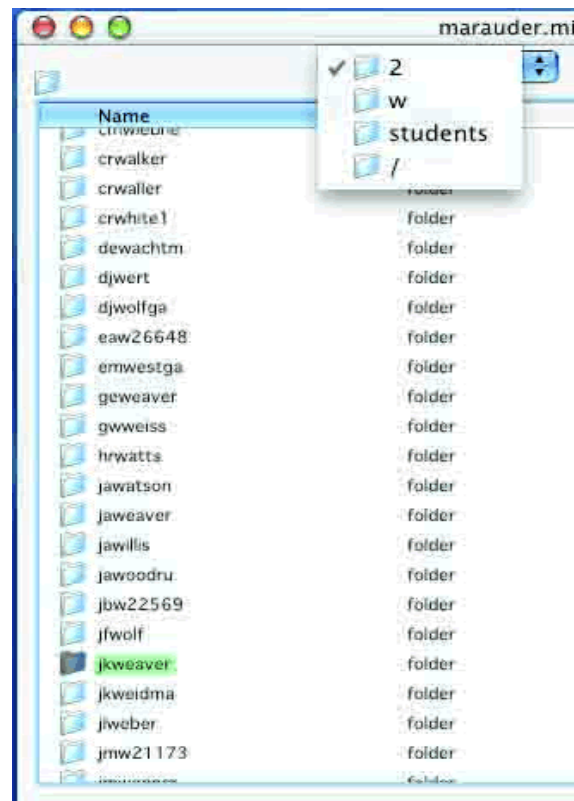 marauder.mi
2
w
students
/
Name
cmwiebne
crwalker
crwaller folder
crwhite1 folder
dewachtm folder
djwert folder
djwolfga folder
eaw26648 folder
emwestga folder
geweaver folder
gwweiss folder
hrwatts folder
jawatson folder
jaweaver folder
jawillis folder
jawoodru folder
jbw22569 folder
jfwolf folder
jkweaver folder
jkweidma folder
jlweber folder
jmw21173 folder
folder